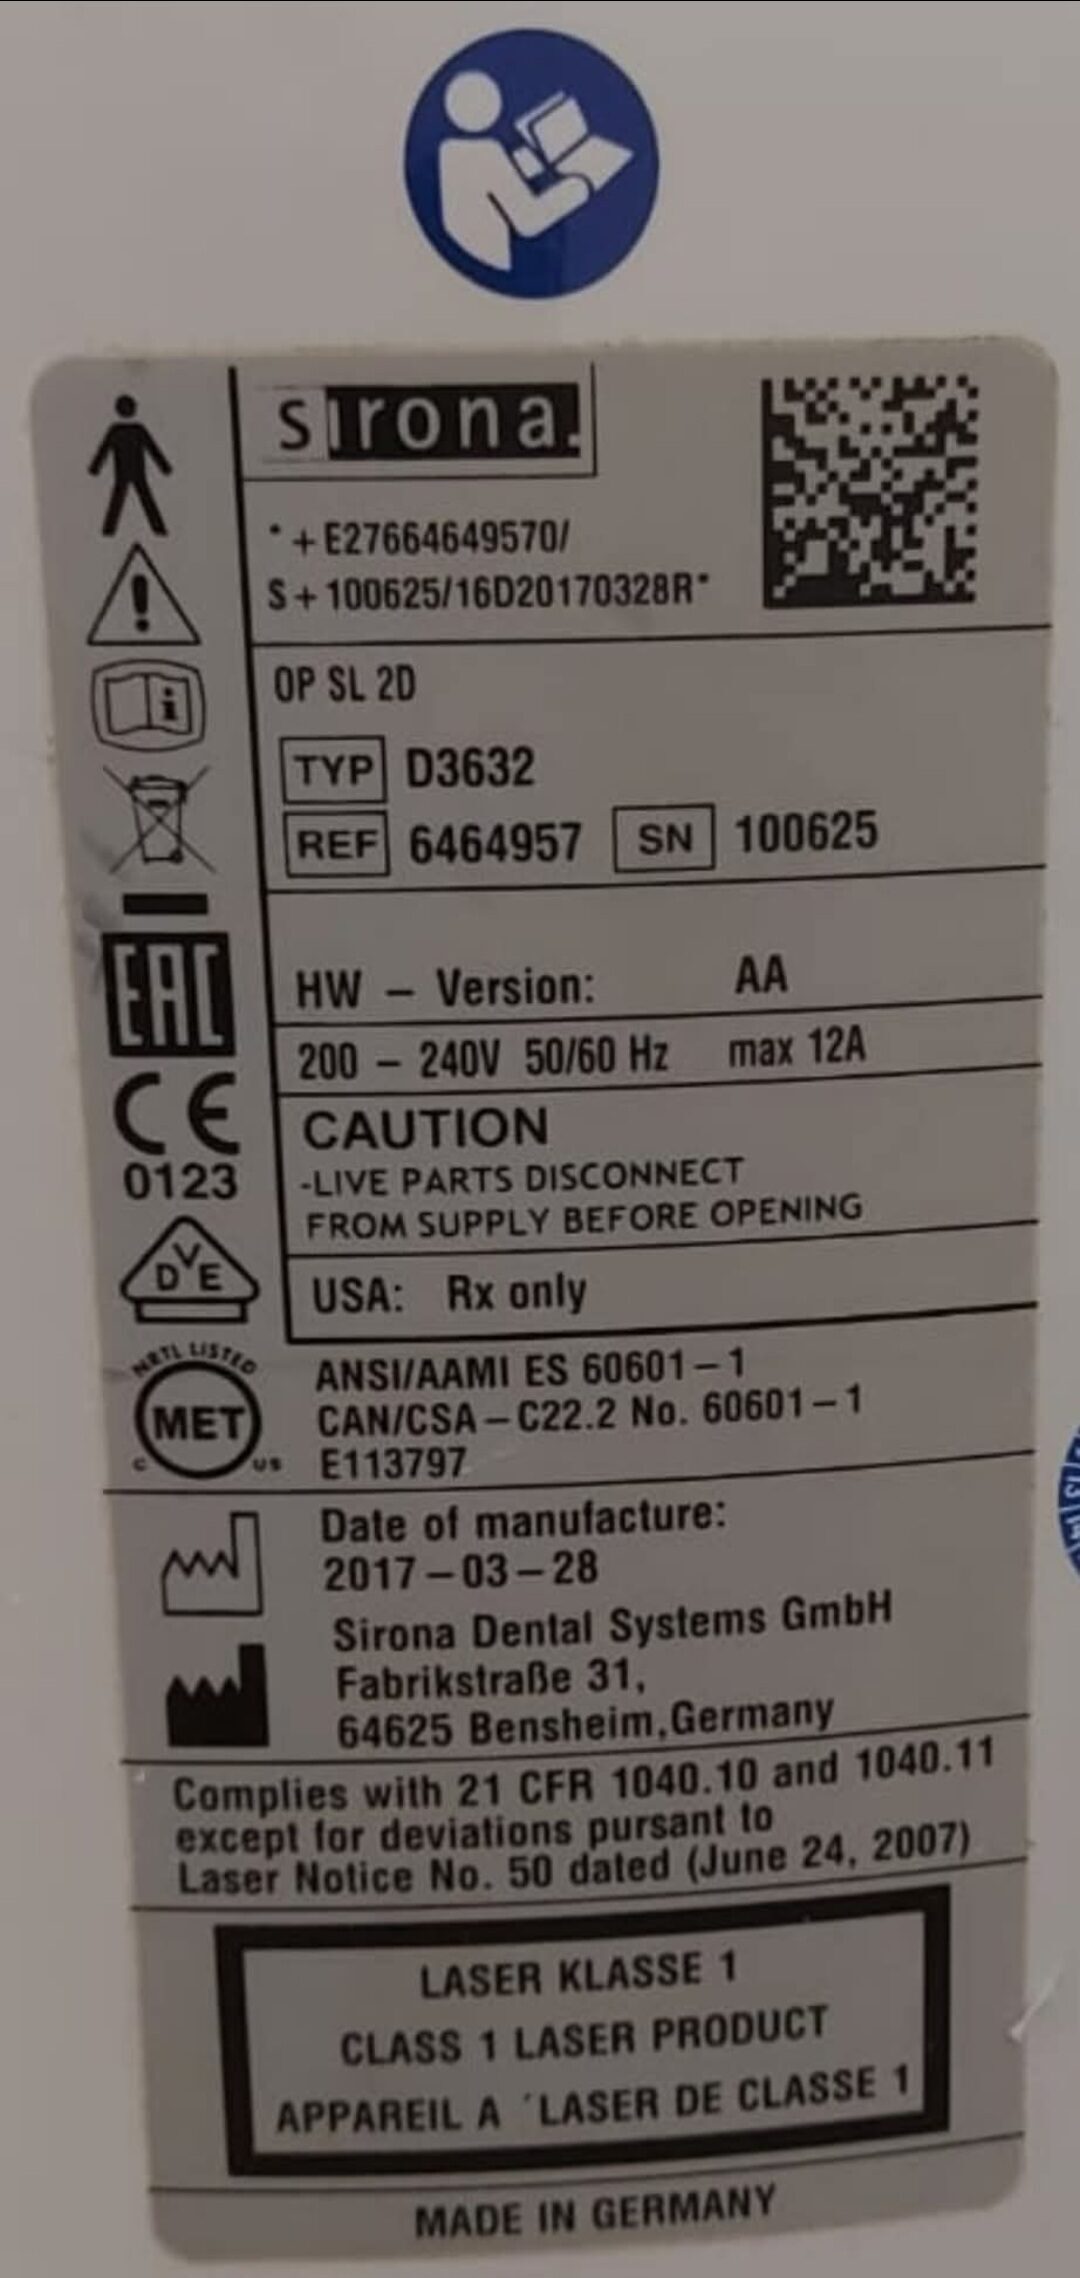 sirona.
*+E27664649570/
S+100625/16D20170328R*
OP SL 2D
TYP D3632
REF 6464957 SN 100625
HW – Version: AA
200 – 240V 50/60 Hz max 12A
CAUTION
-LIVE PARTS DISCONNECT
FROM SUPPLY BEFORE OPENING
USA: Rx only
i
EAC
CE
0123
VDE
NRTL LISTED
MET
C US
ANSI/AAMI ES 60601–1
CAN/CSA–C22.2 No. 60601–1
E113797
Date of manufacture:
2017–03–28
Sirona Dental Systems GmbH
Fabrikstraße 31,
64625 Bensheim,Germany
Complies with 21 CFR 1040.10 and 1040.11
except for deviations pursant to
Laser Notice No. 50 dated (June 24, 2007)
LASER KLASSE 1
CLASS 1 LASER PRODUCT
APPAREIL A ´LASER DE CLASSE 1
MADE IN GERMANY